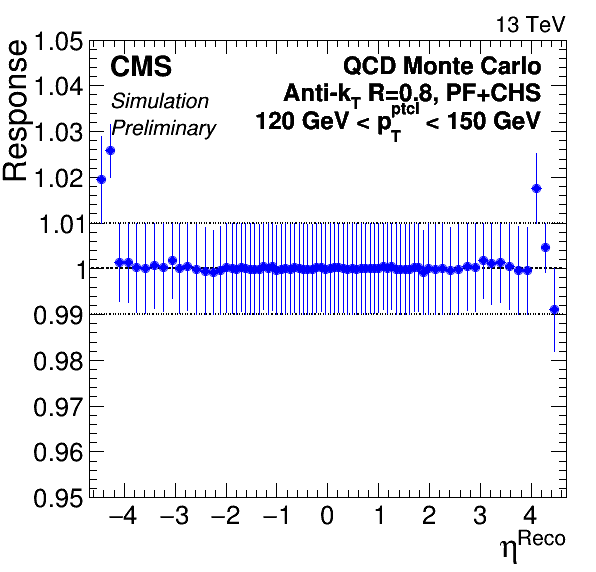 13 TeV
Response
1.05
1.04
1.03
1.02
1.01
1
0.99
0.98
0.97
0.96
0.95
CMS
Simulation
Preliminary
QCD Monte Carlo
Anti-k_T R=0.8, PF+CHS
120 GeV < p_T^ptcl < 150 GeV
−4 −3 −2 −1 0 1 2 3 4
η^Reco